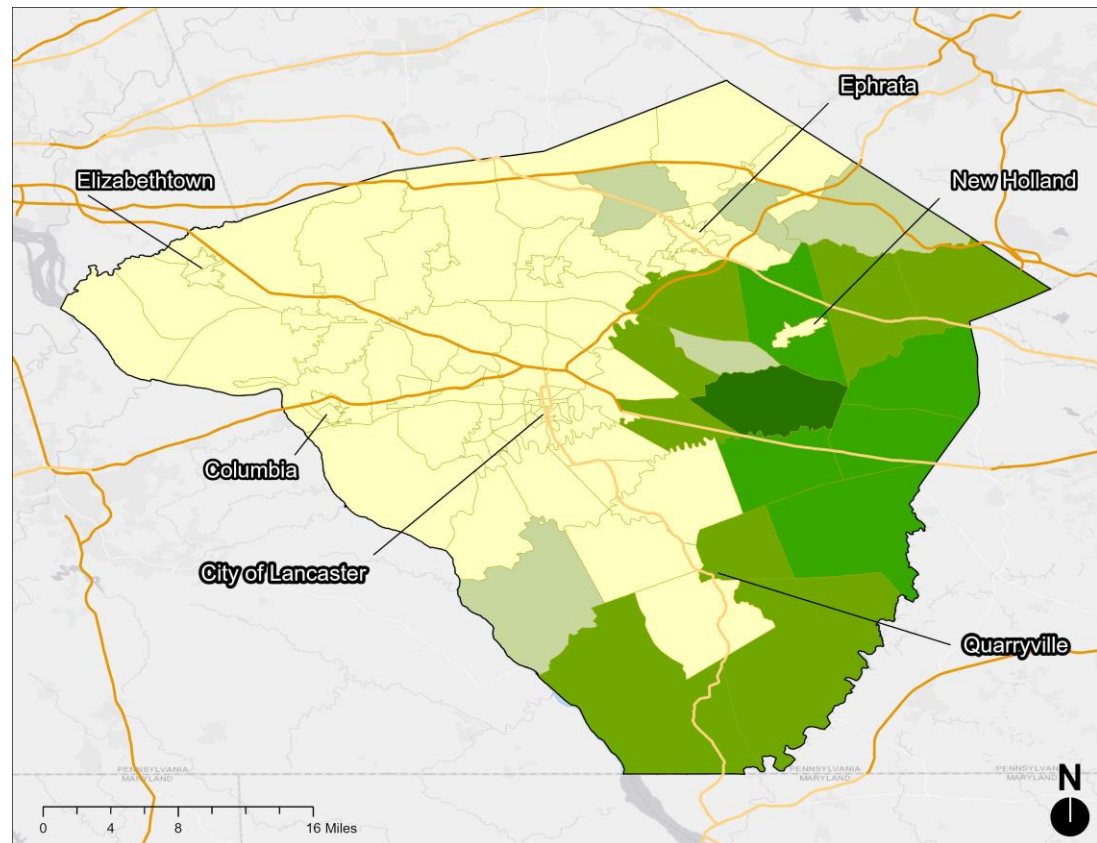 Ephrata
Elizabethtown
New Holland
Columbia
City of Lancaster
Quarryville
PENNSYLVANIA
MARYLAND
PENNSYLVANIA
MARYLAND
PENNSYLVANIA
MARYLAND
N
0 4 8 16 Miles